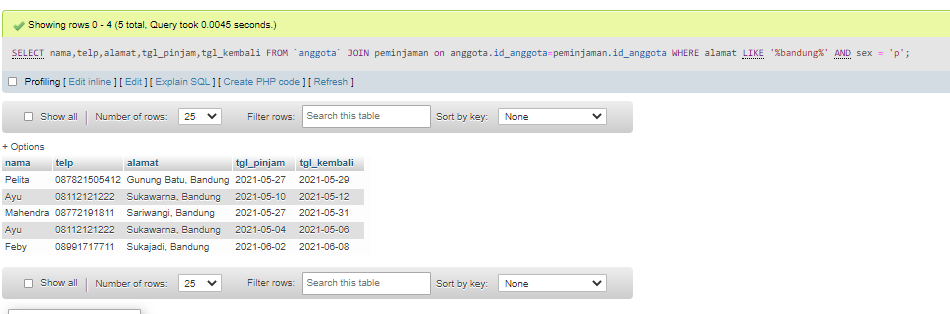 Showing rows 0 - 4 (5 total, Query took 0.0045 seconds.)
SELECT nama,telp,alamat,tgl_pinjam,tgl_kembali FROM `anggota` JOIN peminjaman on anggota.id_anggota=peminjaman.id_anggota WHERE alamat LIKE '%bandung%' AND sex = 'p';
Profiling [ Edit inline ] [ Edit ] [ Explain SQL ] [ Create PHP code ] [ Refresh ]
Show all Number of rows: 25 Filter rows: Search this table Sort by key: None
+ Options
nama telp alamat tgl_pinjam tgl_kembali
Pelita 087821505412 Gunung Batu, Bandung 2021-05-27 2021-05-29
Ayu 08112121222 Sukawarna, Bandung 2021-05-10 2021-05-12
Mahendra 08772191811 Sariwangi, Bandung 2021-05-27 2021-05-31
Ayu 08112121222 Sukawarna, Bandung 2021-05-04 2021-05-06
Feby 08991717711 Sukajadi, Bandung 2021-06-02 2021-06-08
Show all Number of rows: 25 Filter rows: Search this table Sort by key: None